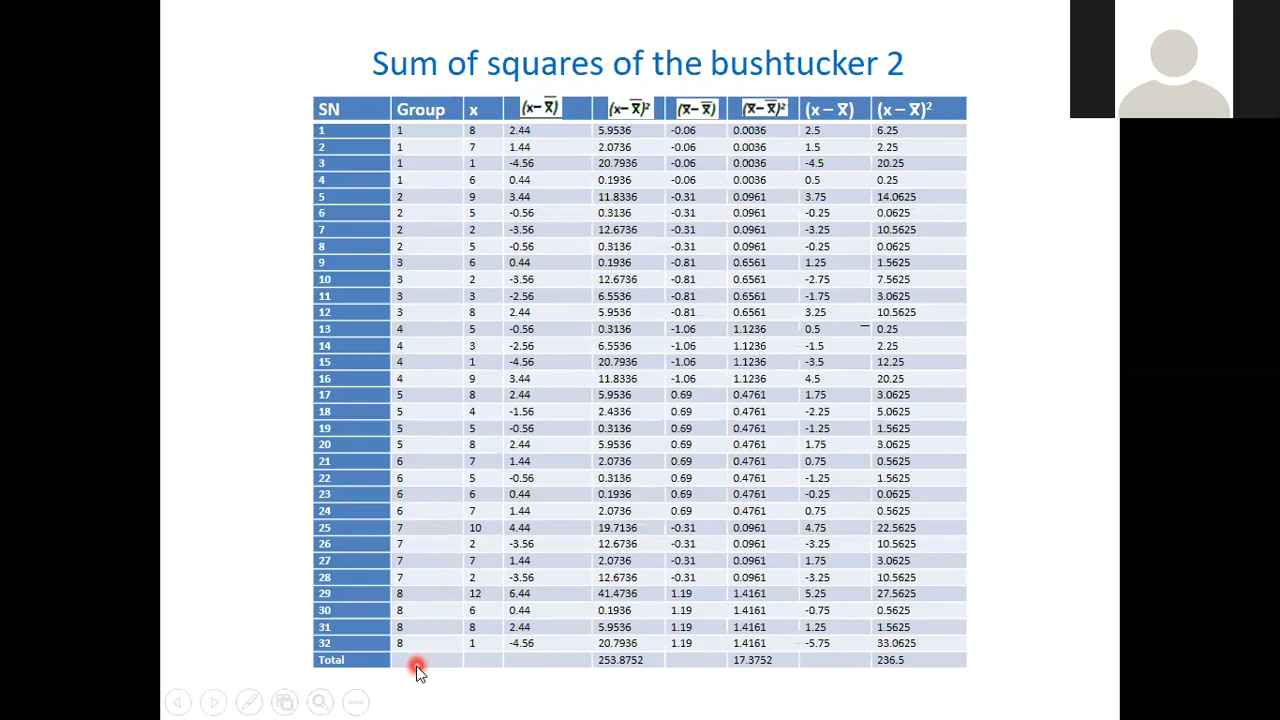 Sum of squares of the bushtucker 2
SN Group x (x−X̿) (x−X̿)² (X̅−X̿) (X̅−X̿)² (x − X̅) (x − X̅)²
1 1 8 2.44 5.9536 -0.06 0.0036 2.5 6.25
2 1 7 1.44 2.0736 -0.06 0.0036 1.5 2.25
3 1 1 -4.56 20.7936 -0.06 0.0036 -4.5 20.25
4 1 6 0.44 0.1936 -0.06 0.0036 0.5 0.25
5 2 9 3.44 11.8336 -0.31 0.0961 3.75 14.0625
6 2 5 -0.56 0.3136 -0.31 0.0961 -0.25 0.0625
7 2 2 -3.56 12.6736 -0.31 0.0961 -3.25 10.5625
8 2 5 -0.56 0.3136 -0.31 0.0961 -0.25 0.0625
9 3 6 0.44 0.1936 -0.81 0.6561 1.25 1.5625
10 3 2 -3.56 12.6736 -0.81 0.6561 -2.75 7.5625
11 3 3 -2.56 6.5536 -0.81 0.6561 -1.75 3.0625
12 3 8 2.44 5.9536 -0.81 0.6561 3.25 10.5625
13 4 5 -0.56 0.3136 -1.06 1.1236 0.5 0.25
14 4 3 -2.56 6.5536 -1.06 1.1236 -1.5 2.25
15 4 1 -4.56 20.7936 -1.06 1.1236 -3.5 12.25
16 4 9 3.44 11.8336 -1.06 1.1236 4.5 20.25
17 5 8 2.44 5.9536 0.69 0.4761 1.75 3.0625
18 5 4 -1.56 2.4336 0.69 0.4761 -2.25 5.0625
19 5 5 -0.56 0.3136 0.69 0.4761 -1.25 1.5625
20 5 8 2.44 5.9536 0.69 0.4761 1.75 3.0625
21 6 7 1.44 2.0736 0.69 0.4761 0.75 0.5625
22 6 5 -0.56 0.3136 0.69 0.4761 -1.25 1.5625
23 6 6 0.44 0.1936 0.69 0.4761 -0.25 0.0625
24 6 7 1.44 2.0736 0.69 0.4761 0.75 0.5625
25 7 10 4.44 19.7136 -0.31 0.0961 4.75 22.5625
26 7 2 -3.56 12.6736 -0.31 0.0961 -3.25 10.5625
27 7 7 1.44 2.0736 -0.31 0.0961 1.75 3.0625
28 7 2 -3.56 12.6736 -0.31 0.0961 -3.25 10.5625
29 8 12 6.44 41.4736 1.19 1.4161 5.25 27.5625
30 8 6 0.44 0.1936 1.19 1.4161 -0.75 0.5625
31 8 8 2.44 5.9536 1.19 1.4161 1.25 1.5625
32 8 1 -4.56 20.7936 1.19 1.4161 -5.75 33.0625
Total 253.8752 17.3752 236.5